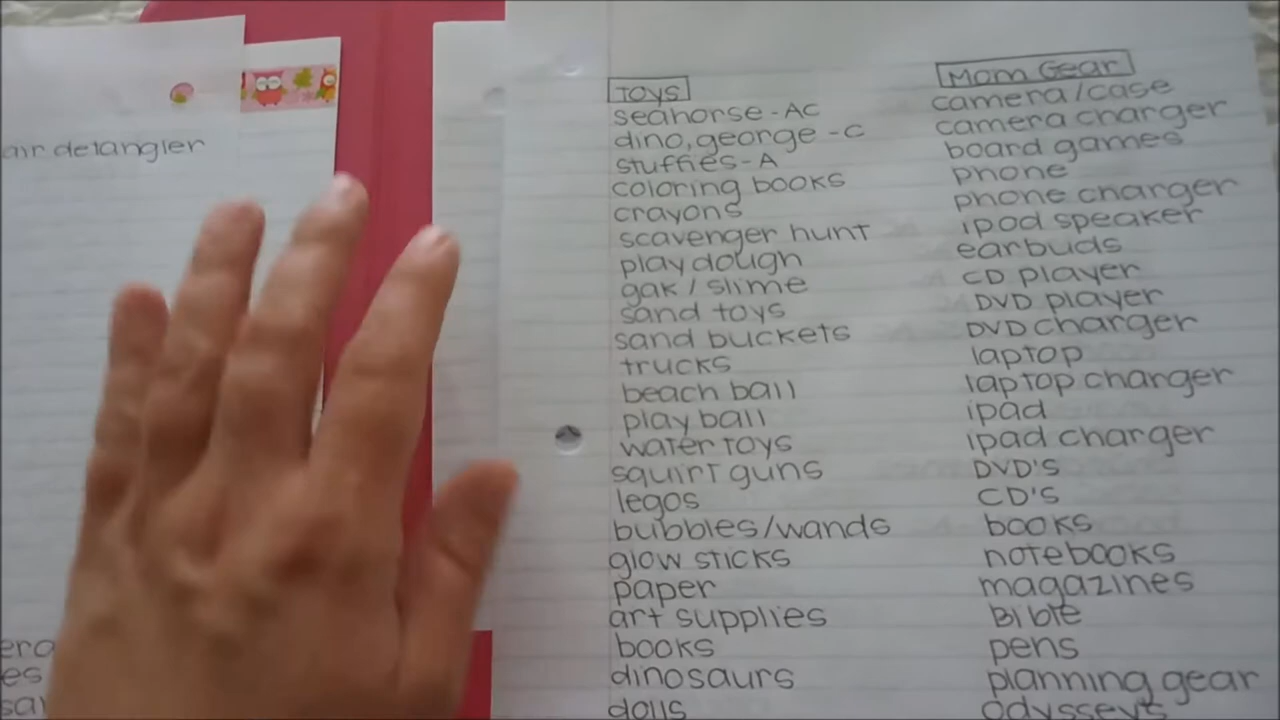 air detangler
Toys
seahorse - AC
dino, george - C
stuffies - A
coloring books
crayons
scavenger hunt
play dough
gak / slime
sand toys
sand buckets
trucks
beach ball
play ball
water toys
squirt guns
legos
bubbles/wands
glow sticks
paper
art supplies
books
dinosaurs
dolls
Mom Gear
camera/case
camera charger
board games
phone
phone charger
ipod speaker
earbuds
CD player
DVD player
DVD charger
laptop
laptop charger
ipad
ipad charger
DVD'S
CD'S
books
notebooks
magazines
Bible
pens
planning gear